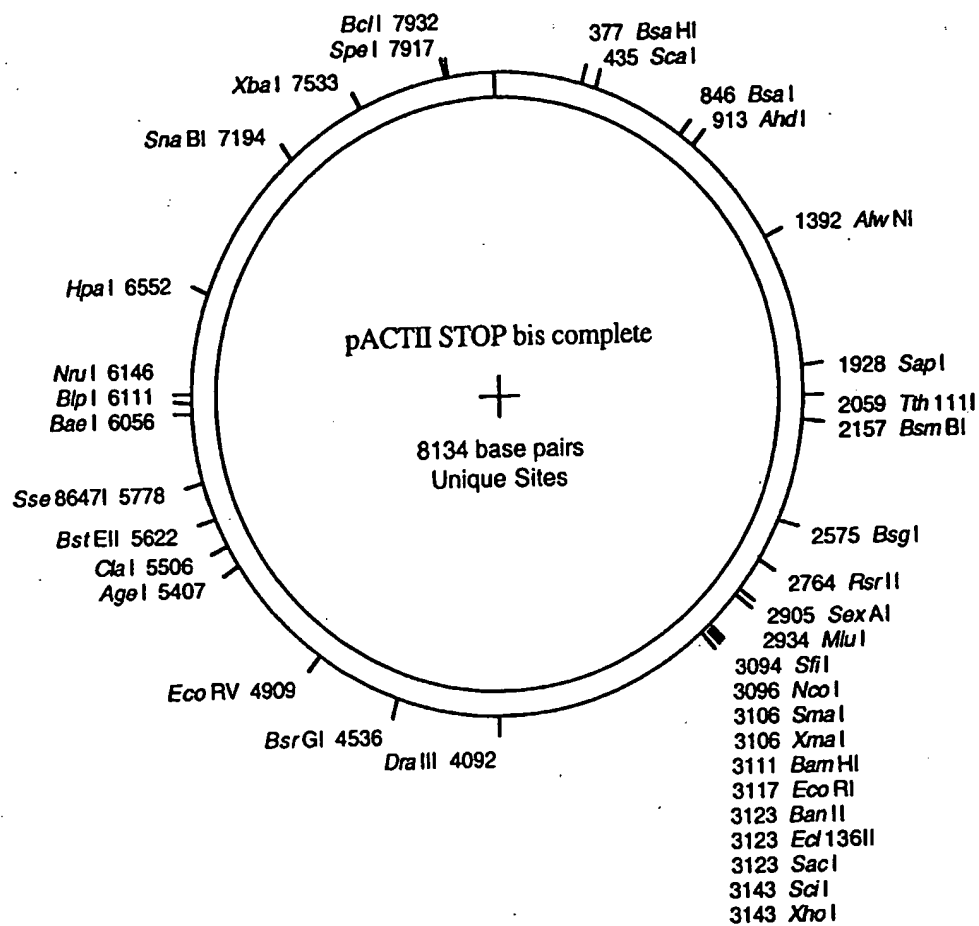 BclI 7932
SpeI 7917
XbaI 7533
SnaBI 7194
HpaI 6552
NruI 6146
BlpI 6111
BaeI 6056
Sse8647I 5778
BstEII 5622
ClaI 5506
AgeI 5407
EcoRV 4909
BsrGI 4536
DraIII 4092
377 BsaHI
435 ScaI
846 BsaI
913 AhdI
1392 AlwNI
1928 SapI
2059 Tth111I
2157 BsmBI
2575 BsgI
2764 RsrII
2905 SexAI
2934 MluI
3094 SfiI
3096 NcoI
3106 SmaI
3106 XmaI
3111 BamHI
3117 EcoRI
3123 BanII
3123 Ecl136II
3123 SacI
3143 SciI
3143 XhoI
pACTII STOP bis complete
8134 base pairs
Unique Sites